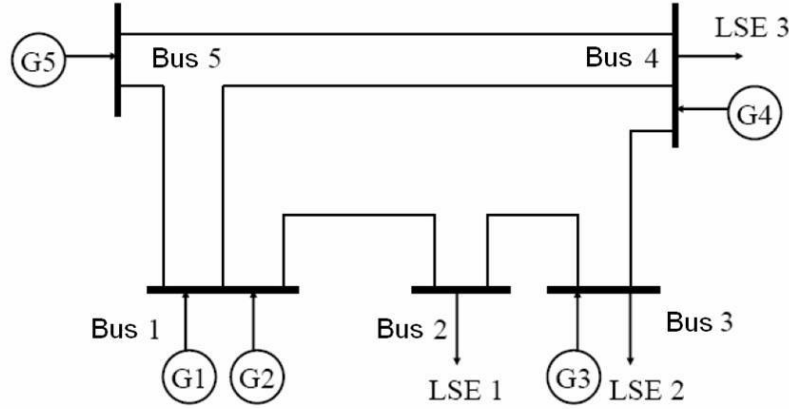 LSE 3
G5
Bus 5
Bus 4
G4
Bus 1
Bus 2
Bus 3
G1
G2
LSE 1
G3
LSE 2